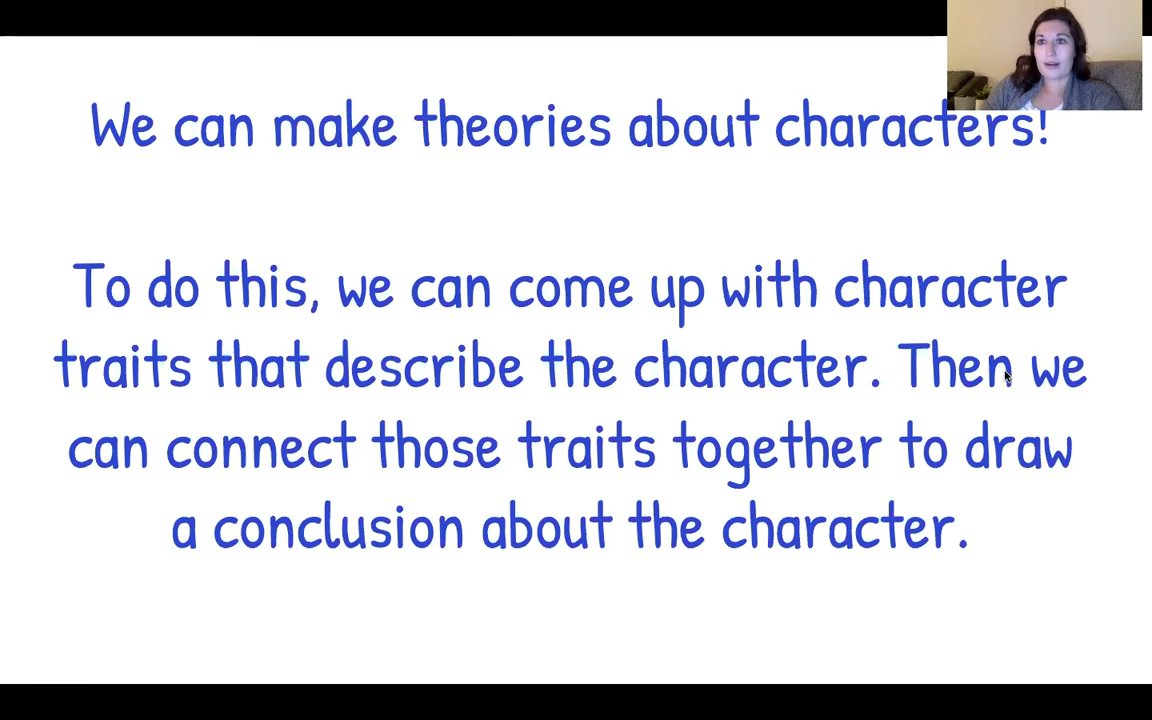 We can make theories about characters!
To do this, we can come up with character
traits that describe the character. Then we
can connect those traits together to draw
a conclusion about the character.